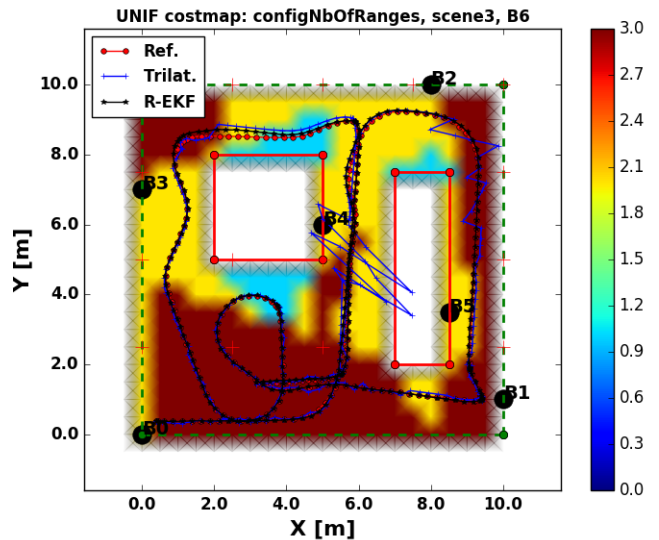 UNIF costmap: configNbOfRanges, scene3, B6
Ref.
Trilat.
R-EKF
10.0
8.0
6.0
4.0
2.0
0.0
Y [m]
B2
B3
B4
B5
B1
B0
0.0 2.0 4.0 6.0 8.0 10.0
X [m]
3.0
2.7
2.4
2.1
1.8
1.5
1.2
0.9
0.6
0.3
0.0